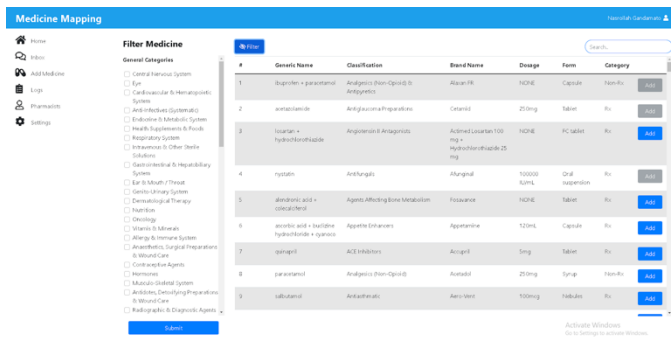 Medicine Mapping
Nasrollah Gandamato
Home
Inbox
Add Medicine
Logs
Pharmacists
Settings
Filter Medicine
General Categories
Central Nervous System
Eye
Cardiovascular & Hematopoietic
System
Anti-Infectives (Systematic)
Endocrine & Metabolic System
Health Supplements & Foods
Respiratory System
Intravenous & Other Sterile
Solutions
Gastrointestinal & Hepatobiliary
System
Ear & Mouth / Throat
Genito-Urinary System
Dermatological Therapy
Nutrition
Oncology
Vitamis & Minerals
Allergy & Immune System
Anaesthetics, Surgical Preparations
& Wound Care
Contraceptive Agents
Hormones
Musculo-Skeletal System
Antidotes, Detoxifying Preparations
& Wound Care
Radiographic & Diagnostic Agents
Submit
Filter
Search..
# Generic Name Classification Brand Name Dosage Form Category
1 ibuprofen + paracetamol Analgesics (Non-Opioid) & Alaxan FR NONE Capsule Non-Rx Add
Antipyretics
2 acetazolamide Antiglaucoma Preparations Cetamid 250mg Tablet Rx Add
3 losartan + Angiotensin II Antagonists Actimed Losartan 100 NONE FC tablet Rx Add
hydrochlorothiazide mg +
Hydrochlorothiazide 25
mg
4 nystatin Antifungals Afunginal 100000 Oral Rx Add
IU/mL suspension
5 alendronic acid + Agents Affecting Bone Metabolism Fosavance NONE Tablet Rx Add
colecalciferol
6 ascorbic acid + buclizine Appetite Enhancers Appetamine 120mL Capsule Rx Add
hydrochloride + cyanoco
7 quinapril ACE Inhibitors Accupril 5mg Tablet Rx Add
8 paracetamol Analgesics (Non-Opioid) Acetadol 250mg Syrup Non-Rx Add
9 salbutamol Antiasthmatic Aero-Vent 100mcg Nebules Rx Add
Activate Windows
Go to Settings to activate Windows.